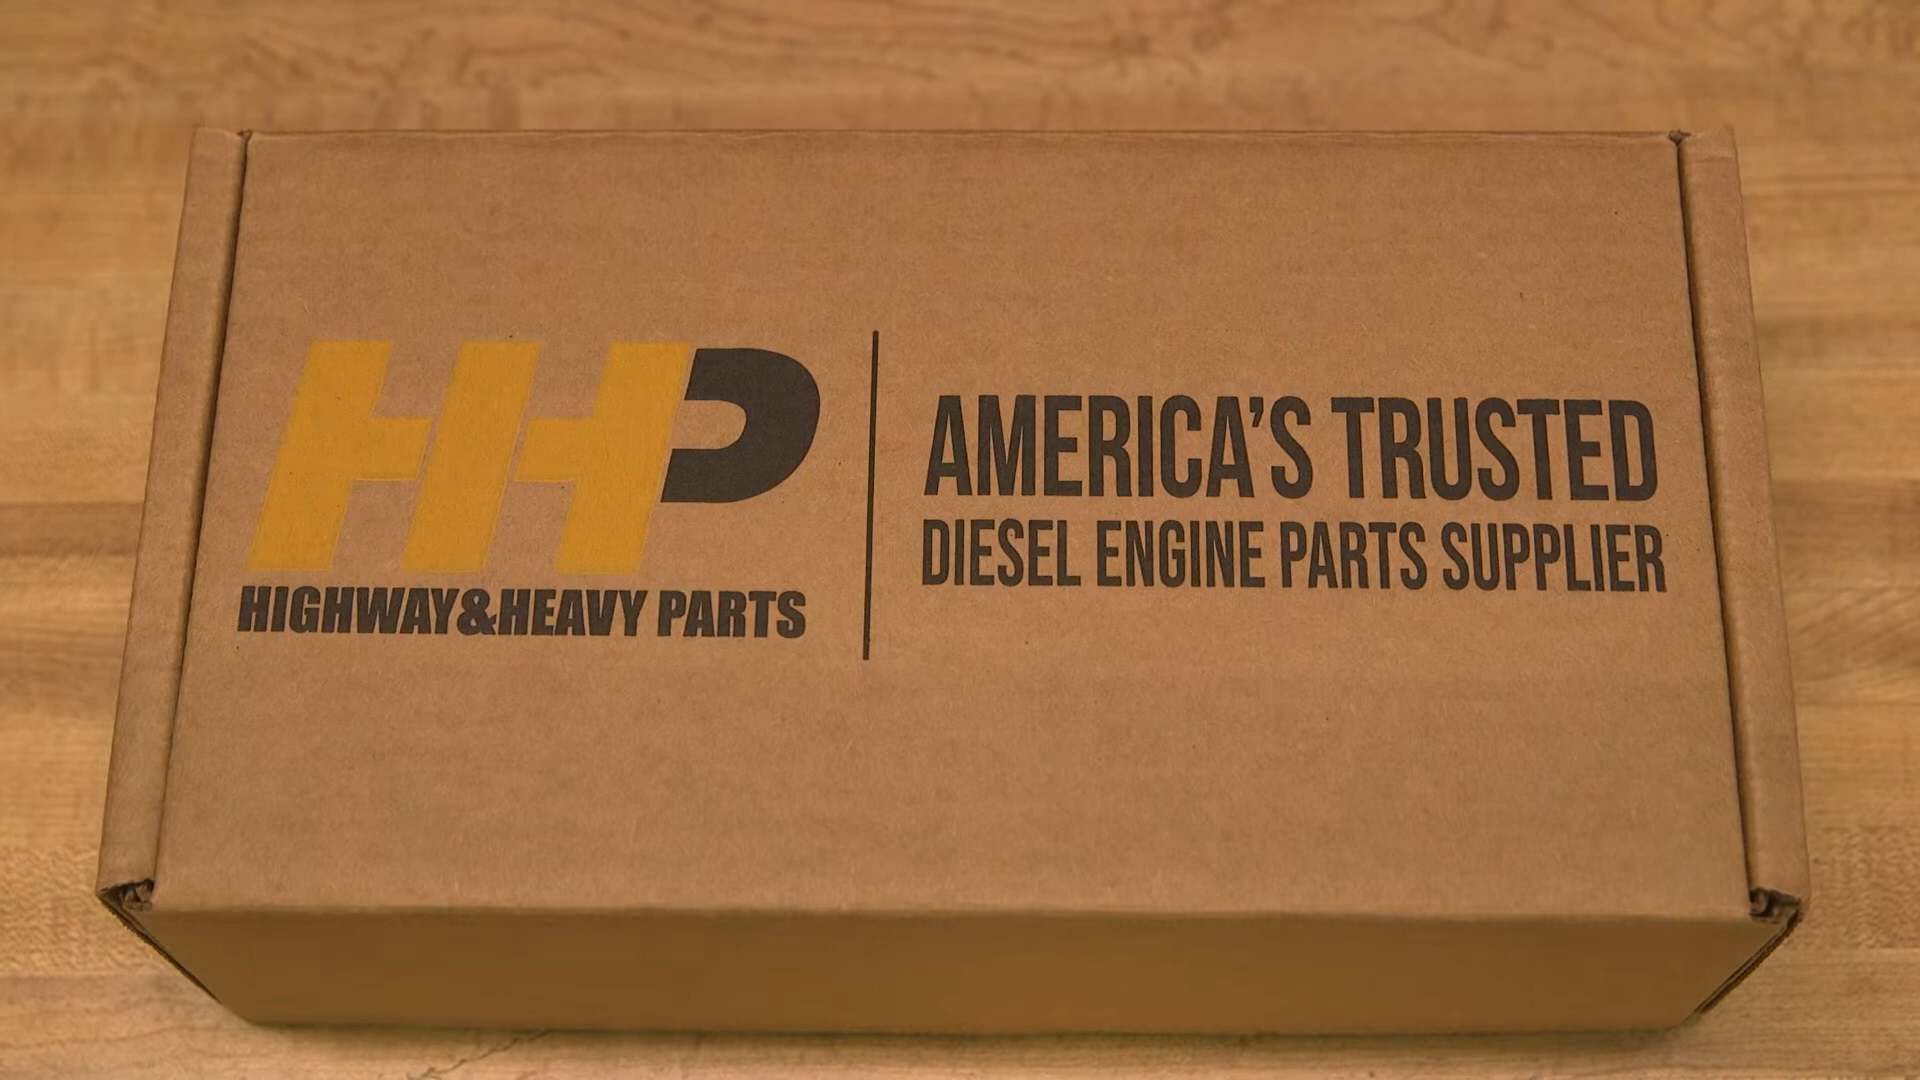 HHP
HIGHWAY&HEAVY PARTS
AMERICA'S TRUSTED
DIESEL ENGINE PARTS SUPPLIER